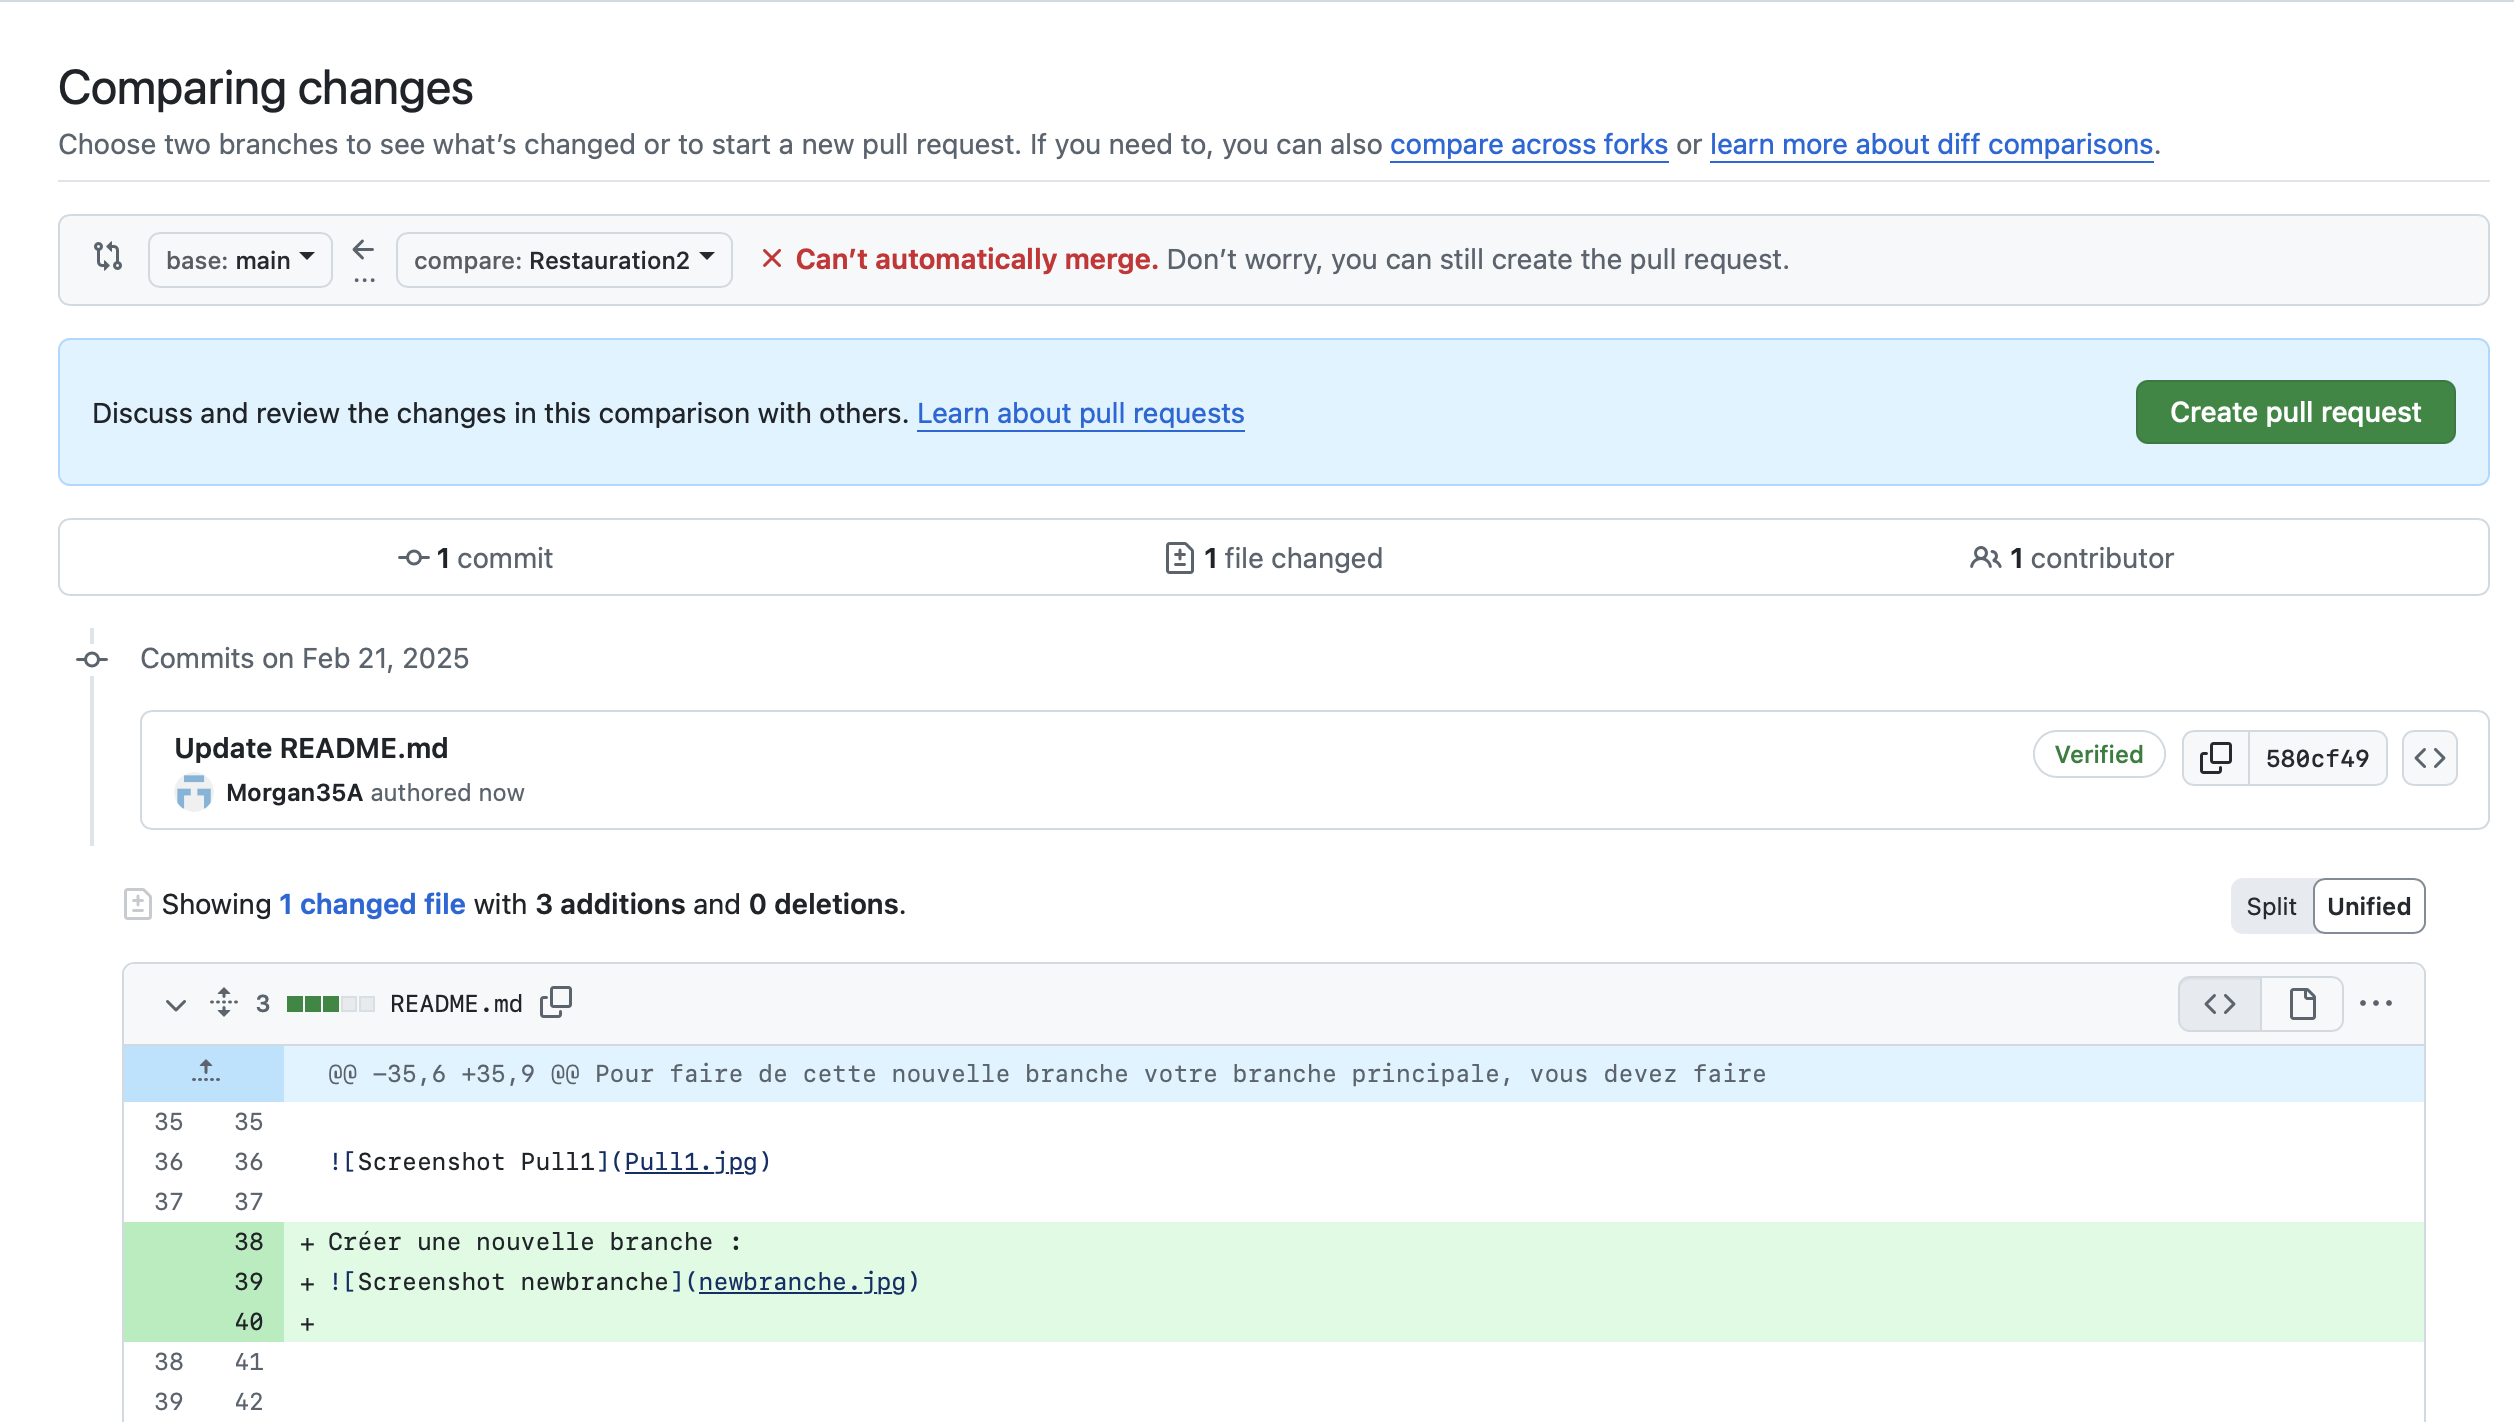 Comparing changes
Choose two branches to see what’s changed or to start a new pull request. If you need to, you can also compare across forks or learn more about diff comparisons.
base: main ... compare: Restauration2 Can’t automatically merge. Don’t worry, you can still create the pull request.
Discuss and review the changes in this comparison with others. Learn about pull requests Create pull request
1 commit 1 file changed 1 contributor
Commits on Feb 21, 2025
Update README.md
Morgan35A authored now
Verified 580cf49
Showing 1 changed file with 3 additions and 0 deletions.
Split Unified
3 README.md
@@ -35,6 +35,9 @@ Pour faire de cette nouvelle branche votre branche principale, vous devez faire
35 35
36 36 ![Screenshot Pull1](Pull1.jpg)
37 37
38 + Créer une nouvelle branche :
39 + ![Screenshot newbranche](newbranche.jpg)
40 +
38 41
39 42